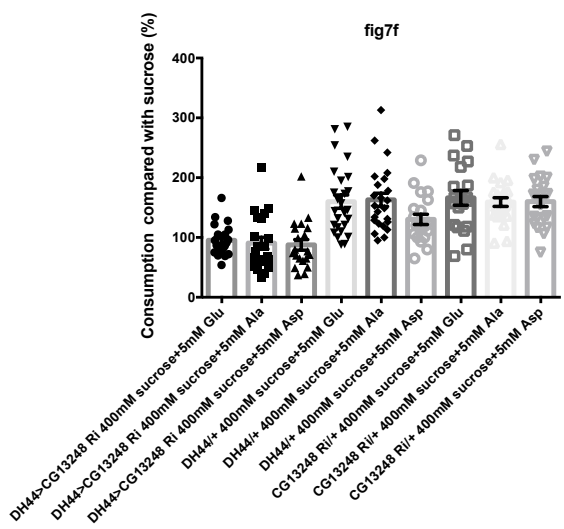 fig7f
Consumption compared with sucrose (%)
400
300
200
100
0
DH44>CG13248 Ri 400mM sucrose+5mM Glu
DH44>CG13248 Ri 400mM sucrose+5mM Ala
DH44>CG13248 Ri 400mM sucrose+5mM Asp
DH44/+ 400mM sucrose+5mM Glu
DH44/+ 400mM sucrose+5mM Ala
DH44/+ 400mM sucrose+5mM Asp
CG13248 Ri/+ 400mM sucrose+5mM Glu
CG13248 Ri/+ 400mM sucrose+5mM Ala
CG13248 Ri/+ 400mM sucrose+5mM Asp